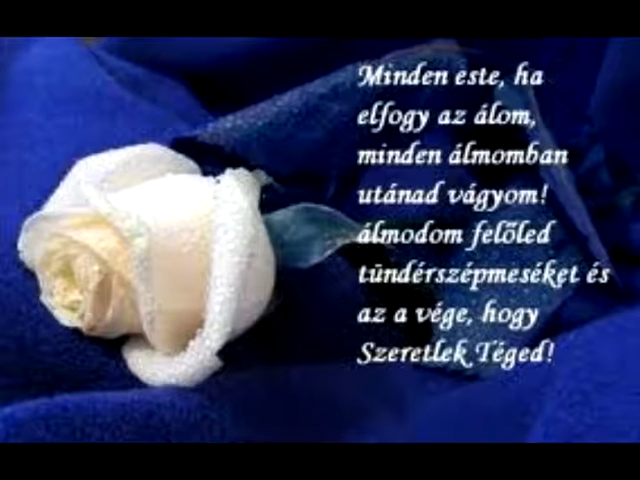 Minden este, ha
elfogy az álom,
minden álmomban
utánad vágyom!
álmodom felőled
tündérszépmeséket és
az a vége, hogy
Szeretlek Téged!